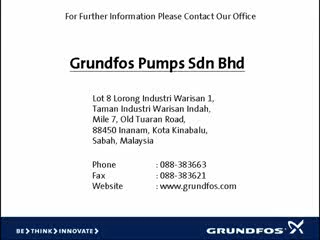 For Further Information Please Contact Our Office
Grundfos Pumps Sdn Bhd
Lot 8 Lorong Industri Warisan 1,
Taman Industri Warisan Indah,
Mile 7, Old Tuaran Road,
88450 Inanam, Kota Kinabalu,
Sabah, Malaysia
Phone : 088-383663
Fax : 088-383621
Website : www.grundfos.com
BE > THINK > INNOVATE >
GRUNDFOS